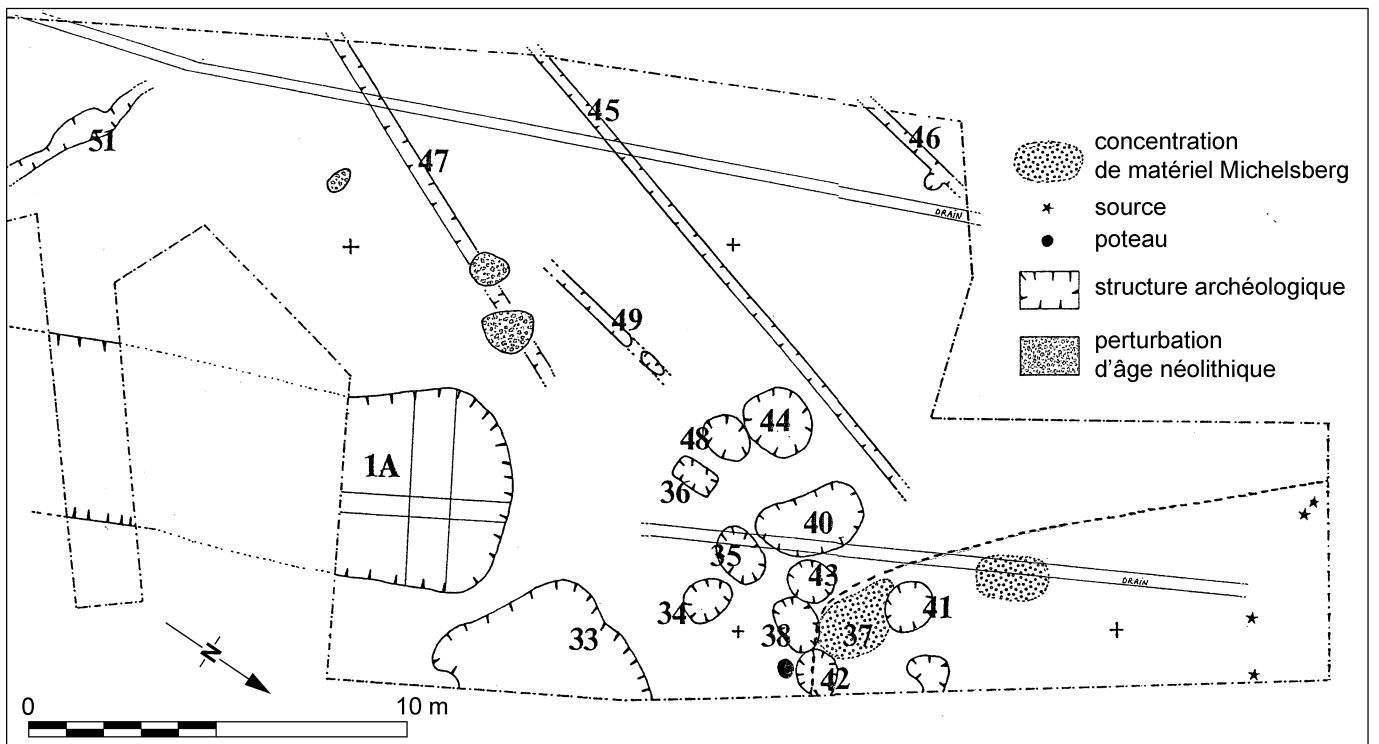 51
47
45
46
DRAIN
49
1A
48
44
36
40
35
43
34
38
37
41
33
42
DRAIN
-N-
0 10 m
concentration
de matériel Michelsberg
source
poteau
structure archéologique
perturbation
d'âge néolithique